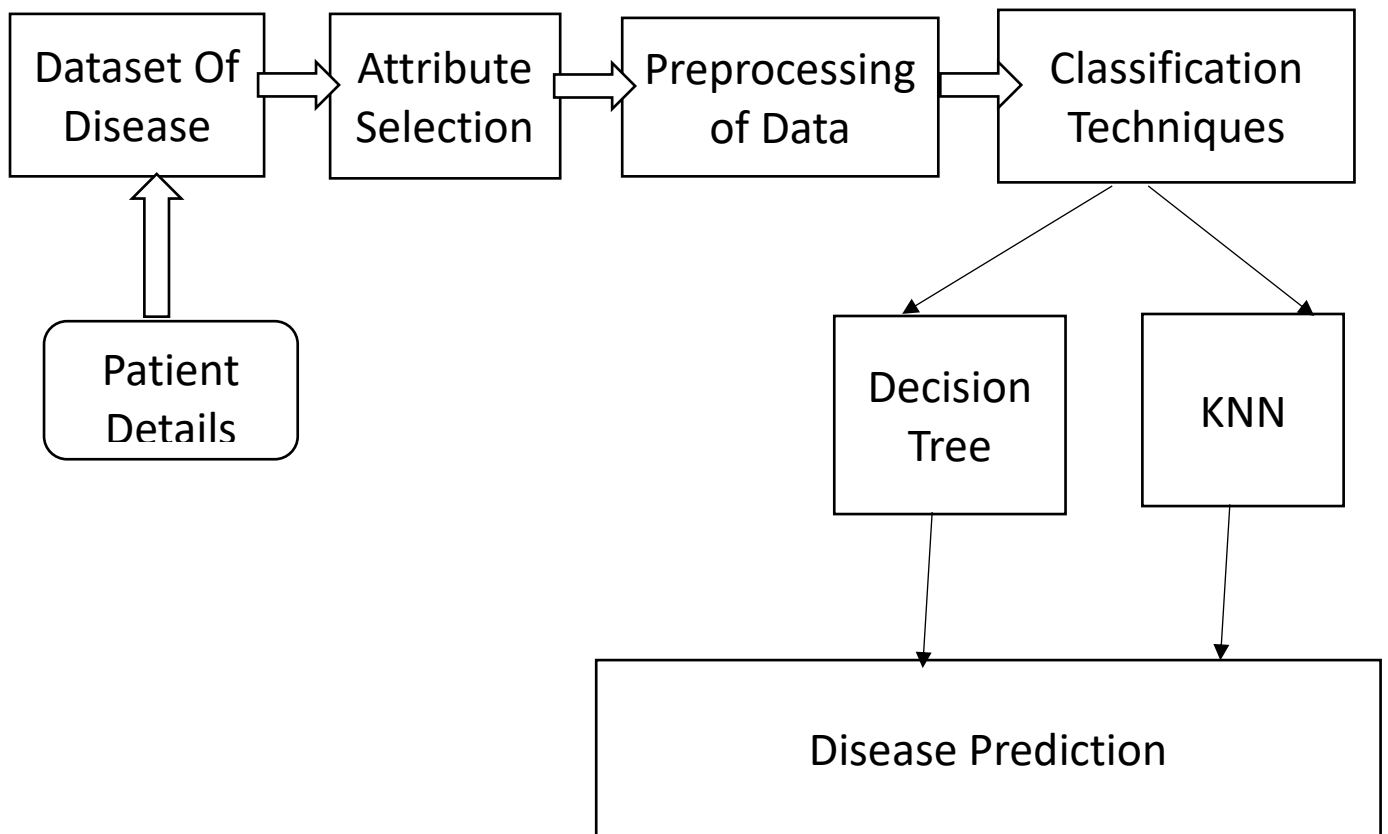 Dataset Of
Disease
Attribute
Selection
Preprocessing
of Data
Classification
Techniques
Patient
Details
Decision
Tree
KNN
Disease Prediction